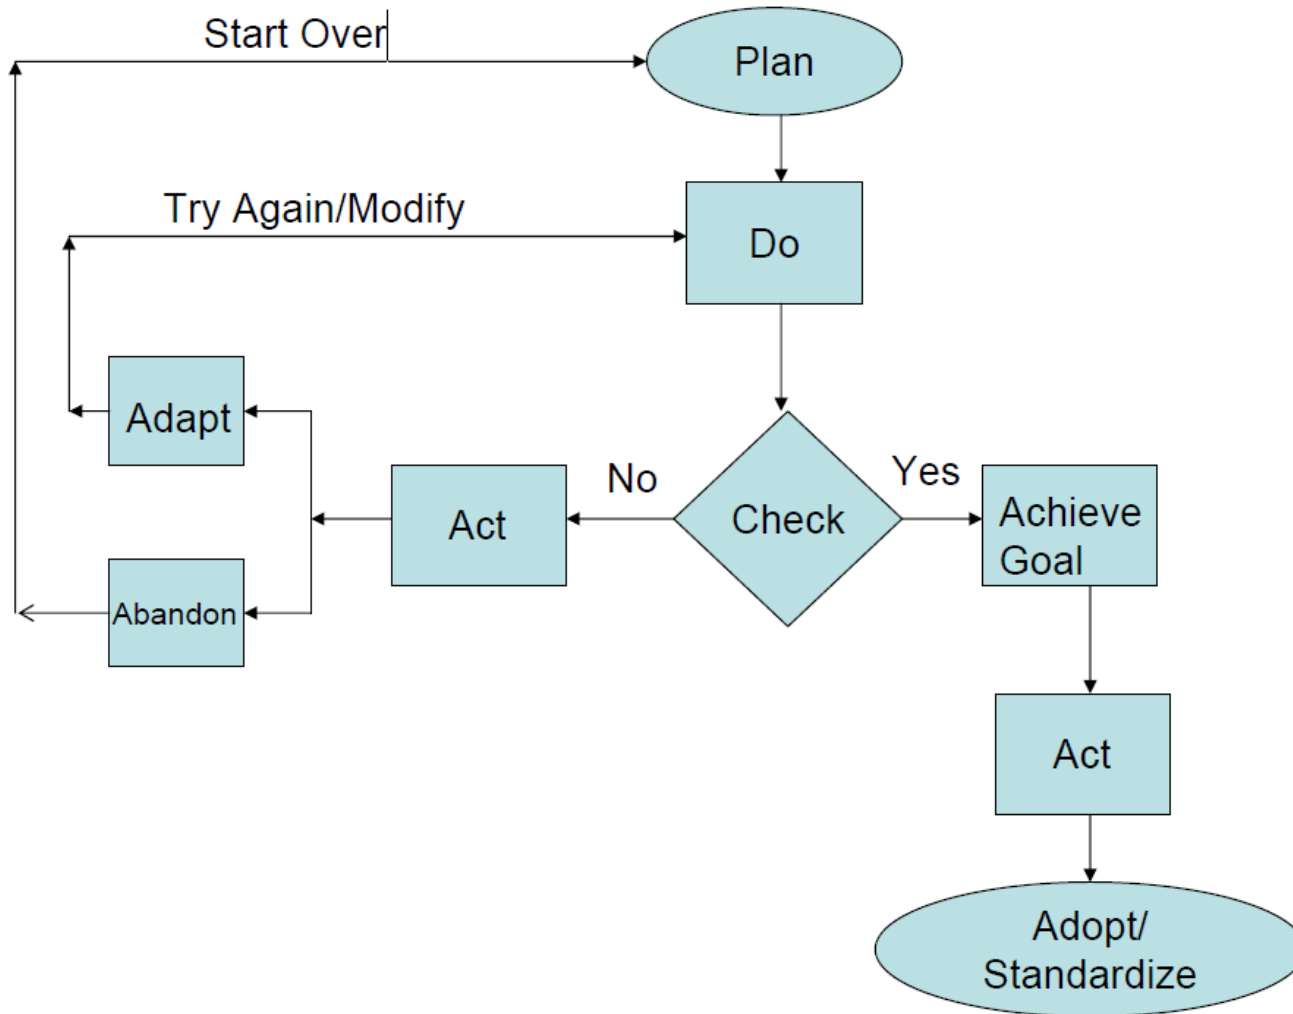 Start Over
Plan
Try Again/Modify
Do
Adapt
No
Yes
Act
Check
Achieve
Goal
Abandon
Act
Adopt/
Standardize